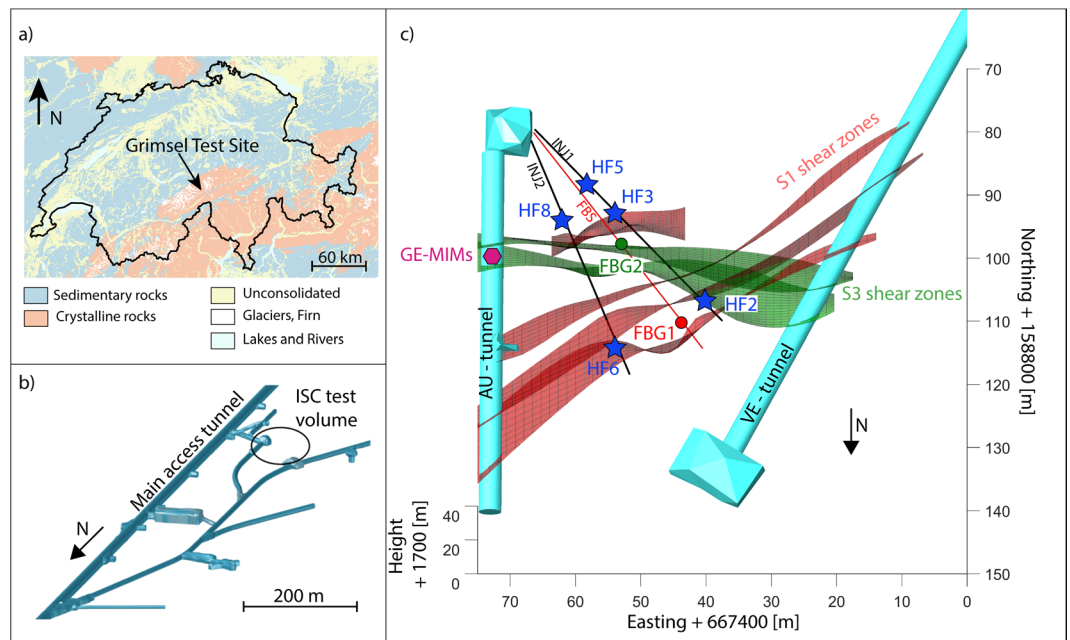 a)
N
Grimsel Test Site
60 km
Sedimentary rocks
Crystalline rocks
Unconsolidated
Glaciers, Firn
Lakes and Rivers
b)
ISC test
volume
Main access tunnel
N
200 m
c)
INJ1
INJ2
HF5
HF3
FBS
HF8
S1 shear zones
GE-MIMs
FBG2
S3 shear zones
HF2
FBG1
HF6
AU - tunnel
VE - tunnel
N
70
80
90
100
110
120
130
140
150
Northing + 158800 [m]
40
20
0
Height
+ 1700 [m]
70
60
50
40
30
20
10
0
Easting + 667400 [m]